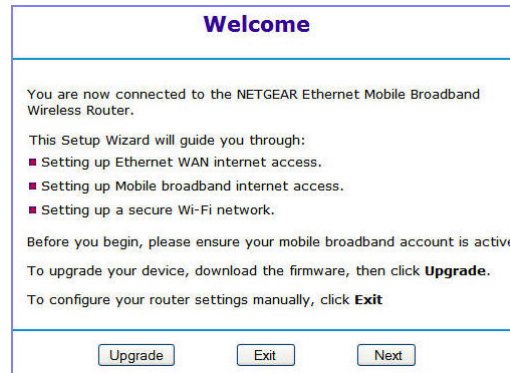 Welcome
You are now connected to the NETGEAR Ethernet Mobile Broadband
Wireless Router.
This Setup Wizard will guide you through:
Setting up Ethernet WAN internet access.
Setting up Mobile broadband internet access.
Setting up a secure Wi-Fi network.
Before you begin, please ensure your mobile broadband account is active
To upgrade your device, download the firmware, then click Upgrade.
To configure your router settings manually, click Exit
Upgrade Exit Next